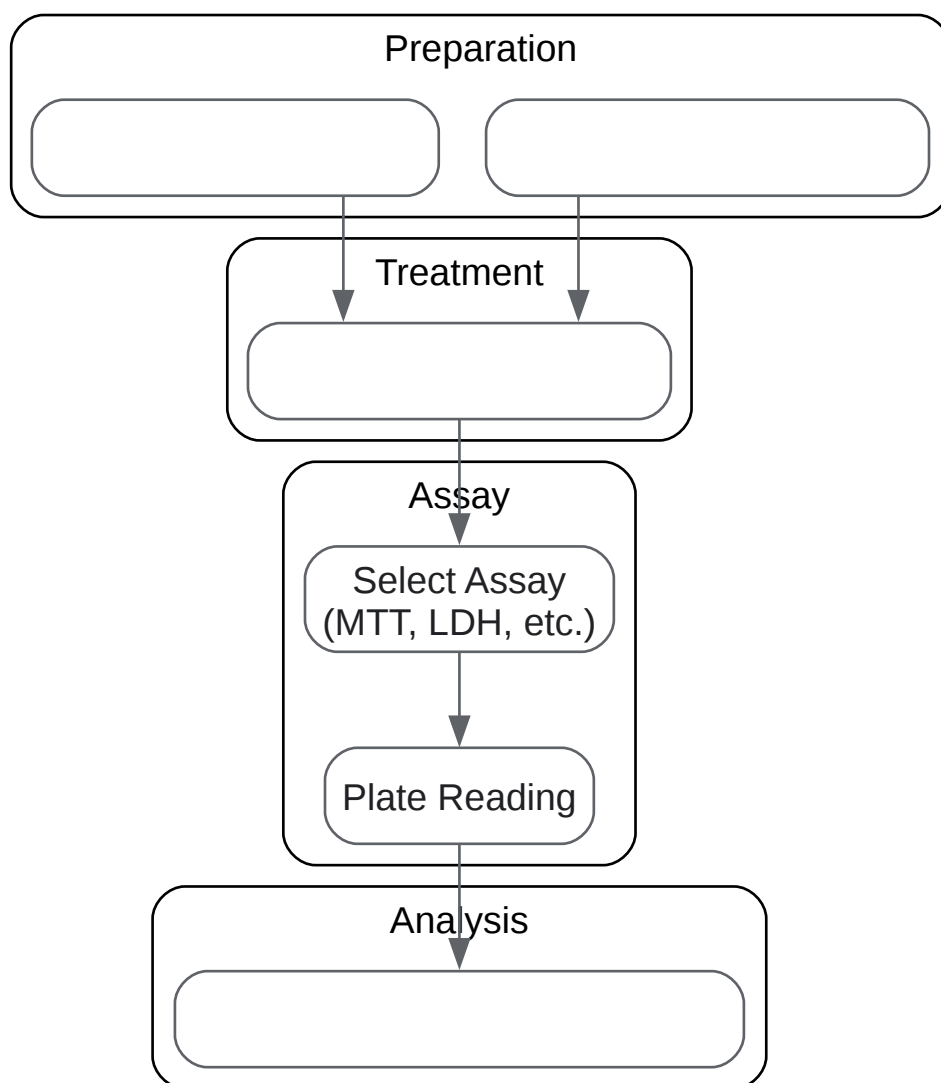 Preparation
Treatment
Assay
Select Assay
(MTT, LDH, etc.)
Plate Reading
Analysis